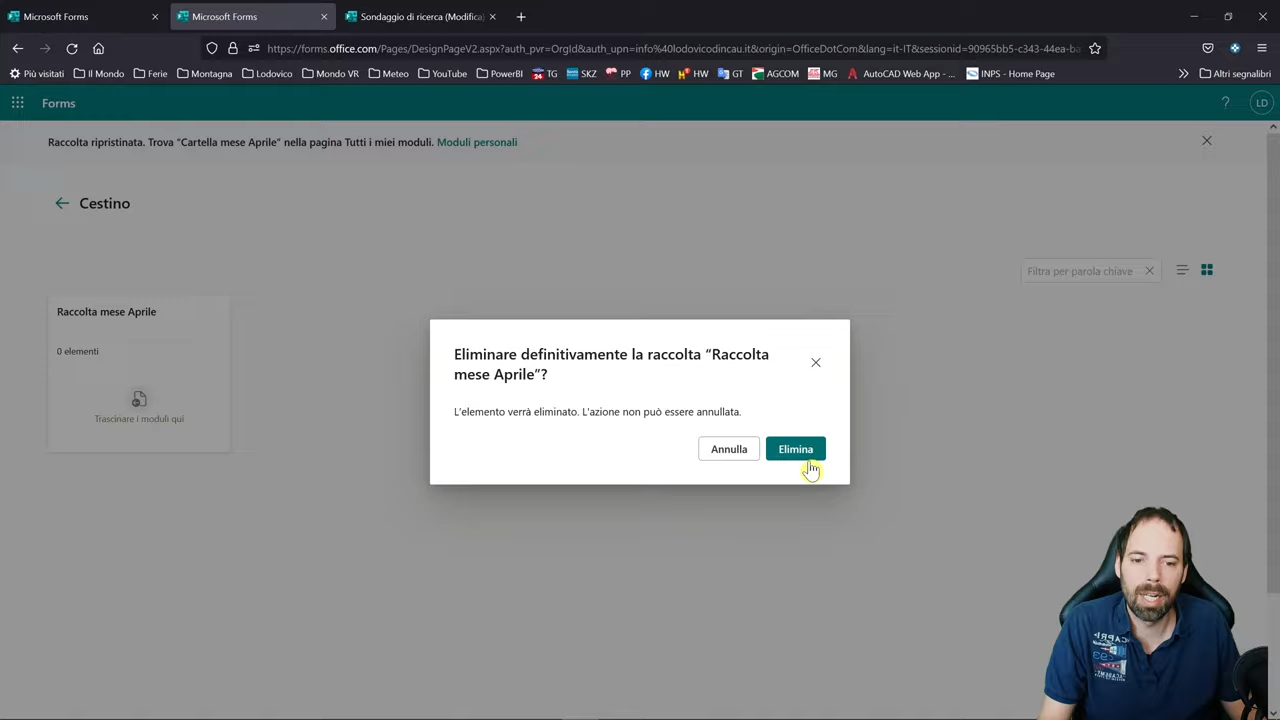 Microsoft Forms
Microsoft Forms
Sondaggio di ricerca (Modifica)
https://forms.office.com/Pages/DesignPageV2.aspx?auth_pvr=OrgId&auth_upn=info%40lodovicodincau.it&origin=OfficeDotCom&lang=it-IT&sessionid=90965bb5-c343-44ea-ba
Più visitati
Il Mondo
Ferie
Montagna
Lodovico
Mondo VR
Meteo
YouTube
PowerBI
TG
SKZ
PP
HW
HW
GT
AGCOM
MG
AutoCAD Web App - ...
INPS - Home Page
Altri segnalibri
Forms
?
LD
Raccolta ripristinata. Trova “Cartella mese Aprile” nella pagina Tutti i miei moduli. Moduli personali
Cestino
Filtra per parola chiave
Raccolta mese Aprile
0 elementi
Trascinare i moduli qui
Eliminare definitivamente la raccolta “Raccolta
mese Aprile”?
L'elemento verrà eliminato. L'azione non può essere annullata.
Annulla
Elimina